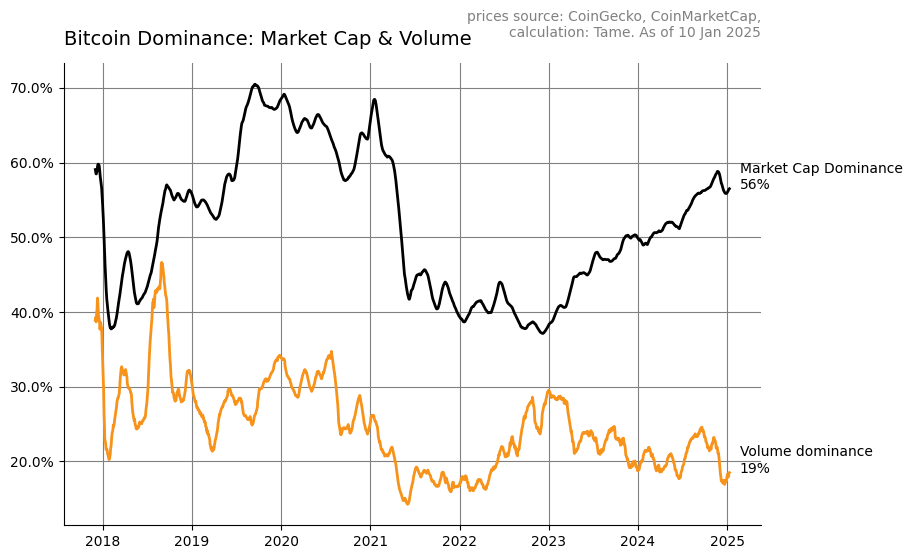 prices source: CoinGecko, CoinMarketCap,
calculation: Tame. As of 10 Jan 2025
Bitcoin Dominance: Market Cap & Volume
70.0%
60.0%
50.0%
40.0%
30.0%
20.0%
Market Cap Dominance
56%
Volume dominance
19%
2018 2019 2020 2021 2022 2023 2024 2025